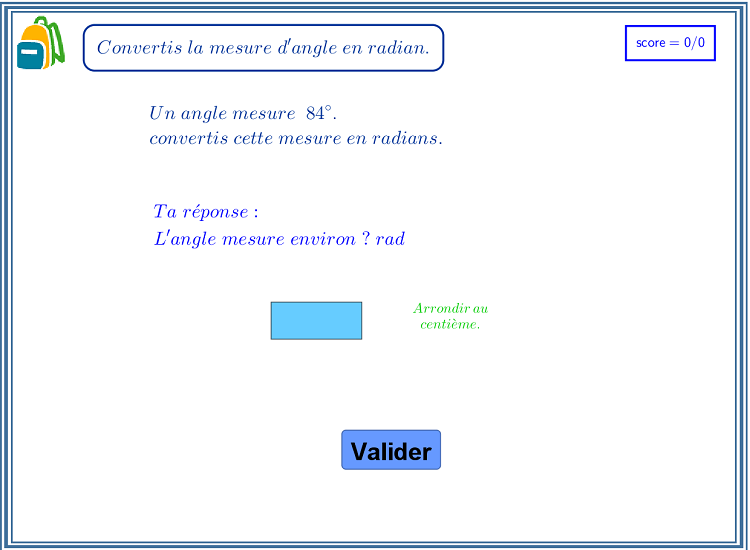 Convertis la mesure d'angle en radian.
score = 0/0
Un angle mesure 84°.
convertis cette mesure en radians.
Ta réponse :
L'angle mesure environ ? rad
Arrondir au
centième.
Valider